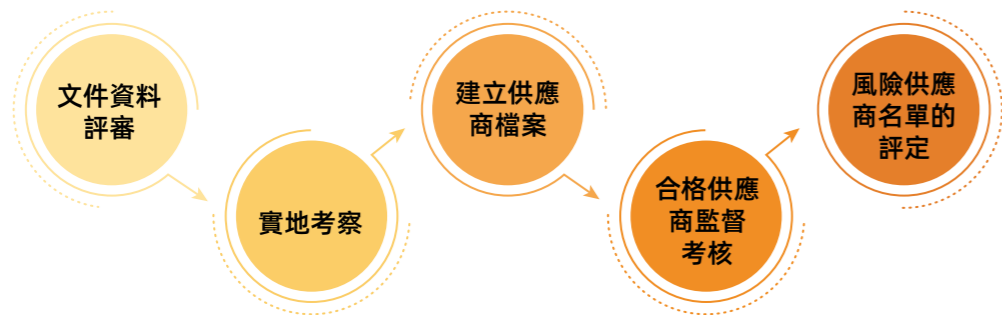 文件資料
評審
實地考察
建立供應
商檔案
合格供應
商監督
考核
風險供應
商名單的
評定